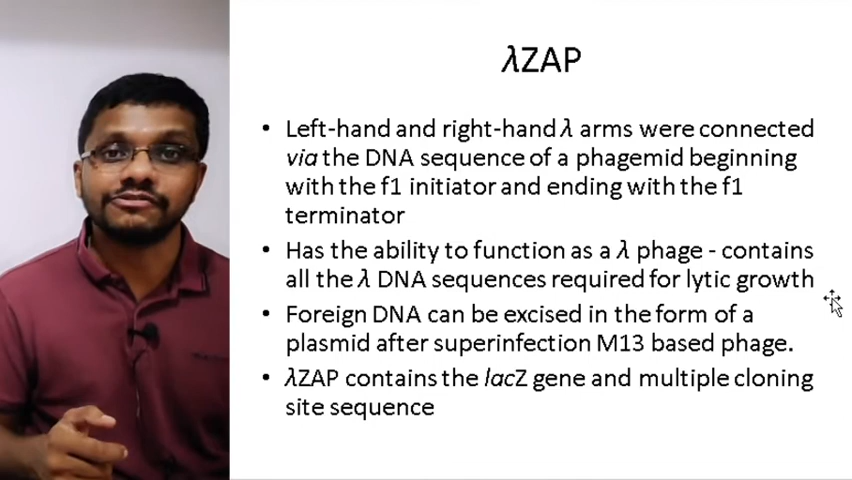 λZAP
• Left-hand and right-hand λ arms were connected
via the DNA sequence of a phagemid beginning
with the f1 initiator and ending with the f1
terminator
• Has the ability to function as a λ phage - contains
all the λ DNA sequences required for lytic growth
• Foreign DNA can be excised in the form of a
plasmid after superinfection M13 based phage.
• λZAP contains the lacZ gene and multiple cloning
site sequence